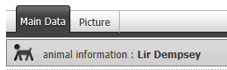 Main Data Picture
animal information : Lir Dempsey